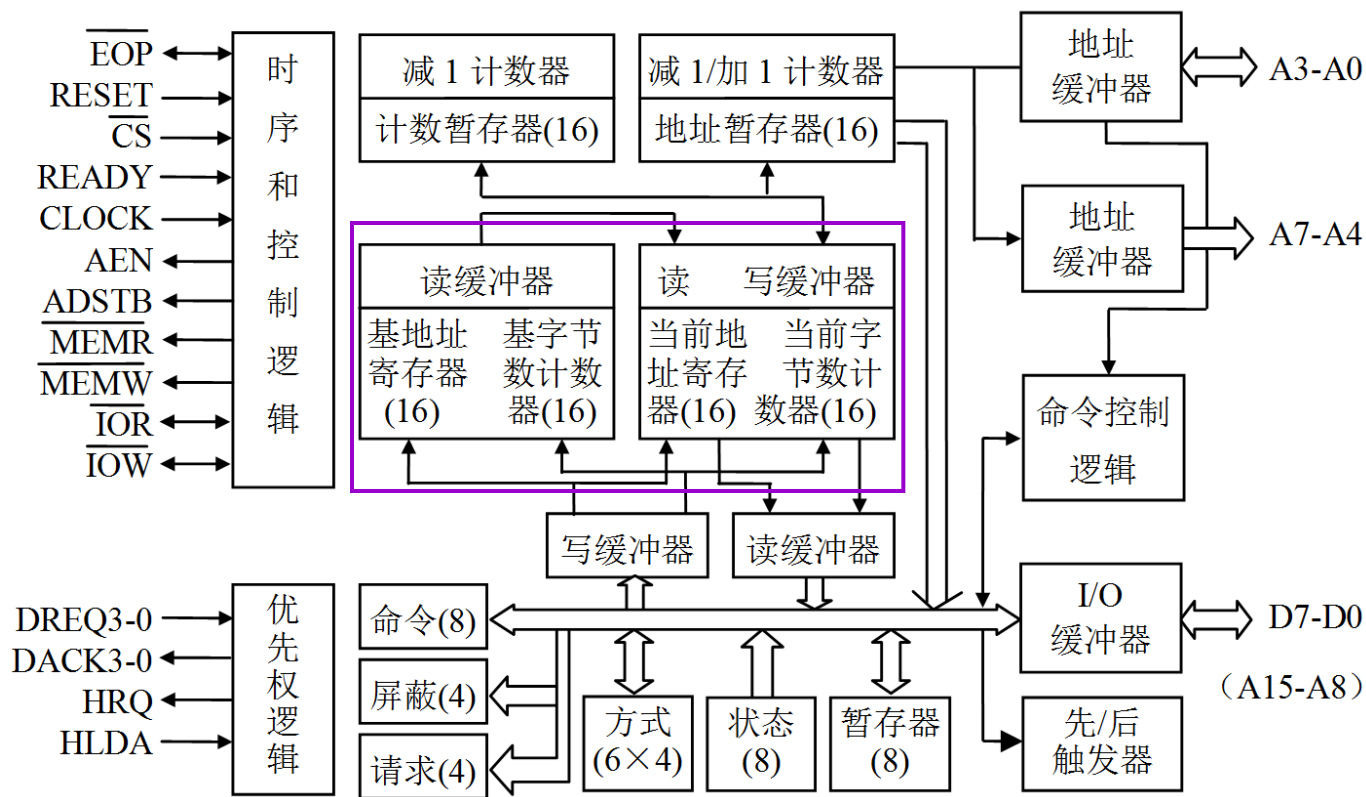 EOP
RESET
CS
READY
CLOCK
AEN
ADSTB
MEMR
MEMW
IOR
IOW
时
序
和
控
制
逻
辑
减 1 计数器
计数暂存器(16)
减 1/加 1 计数器
地址暂存器(16)
地址
缓冲器
A3-A0
地址
缓冲器
A7-A4
读缓冲器
基地址
寄存器
(16)
基字节
数计数
器(16)
读 写缓冲器
当前地
址寄存
器(16)
当前字
节数计
数器(16)
命令控制
逻辑
写缓冲器
读缓冲器
DREQ3-0
DACK3-0
HRQ
HLDA
优
先
权
逻
辑
命令(8)
屏蔽(4)
请求(4)
方式
(6×4)
状态
(8)
暂存器
(8)
I/O
缓冲器
D7-D0
（A15-A8）
先/后
触发器